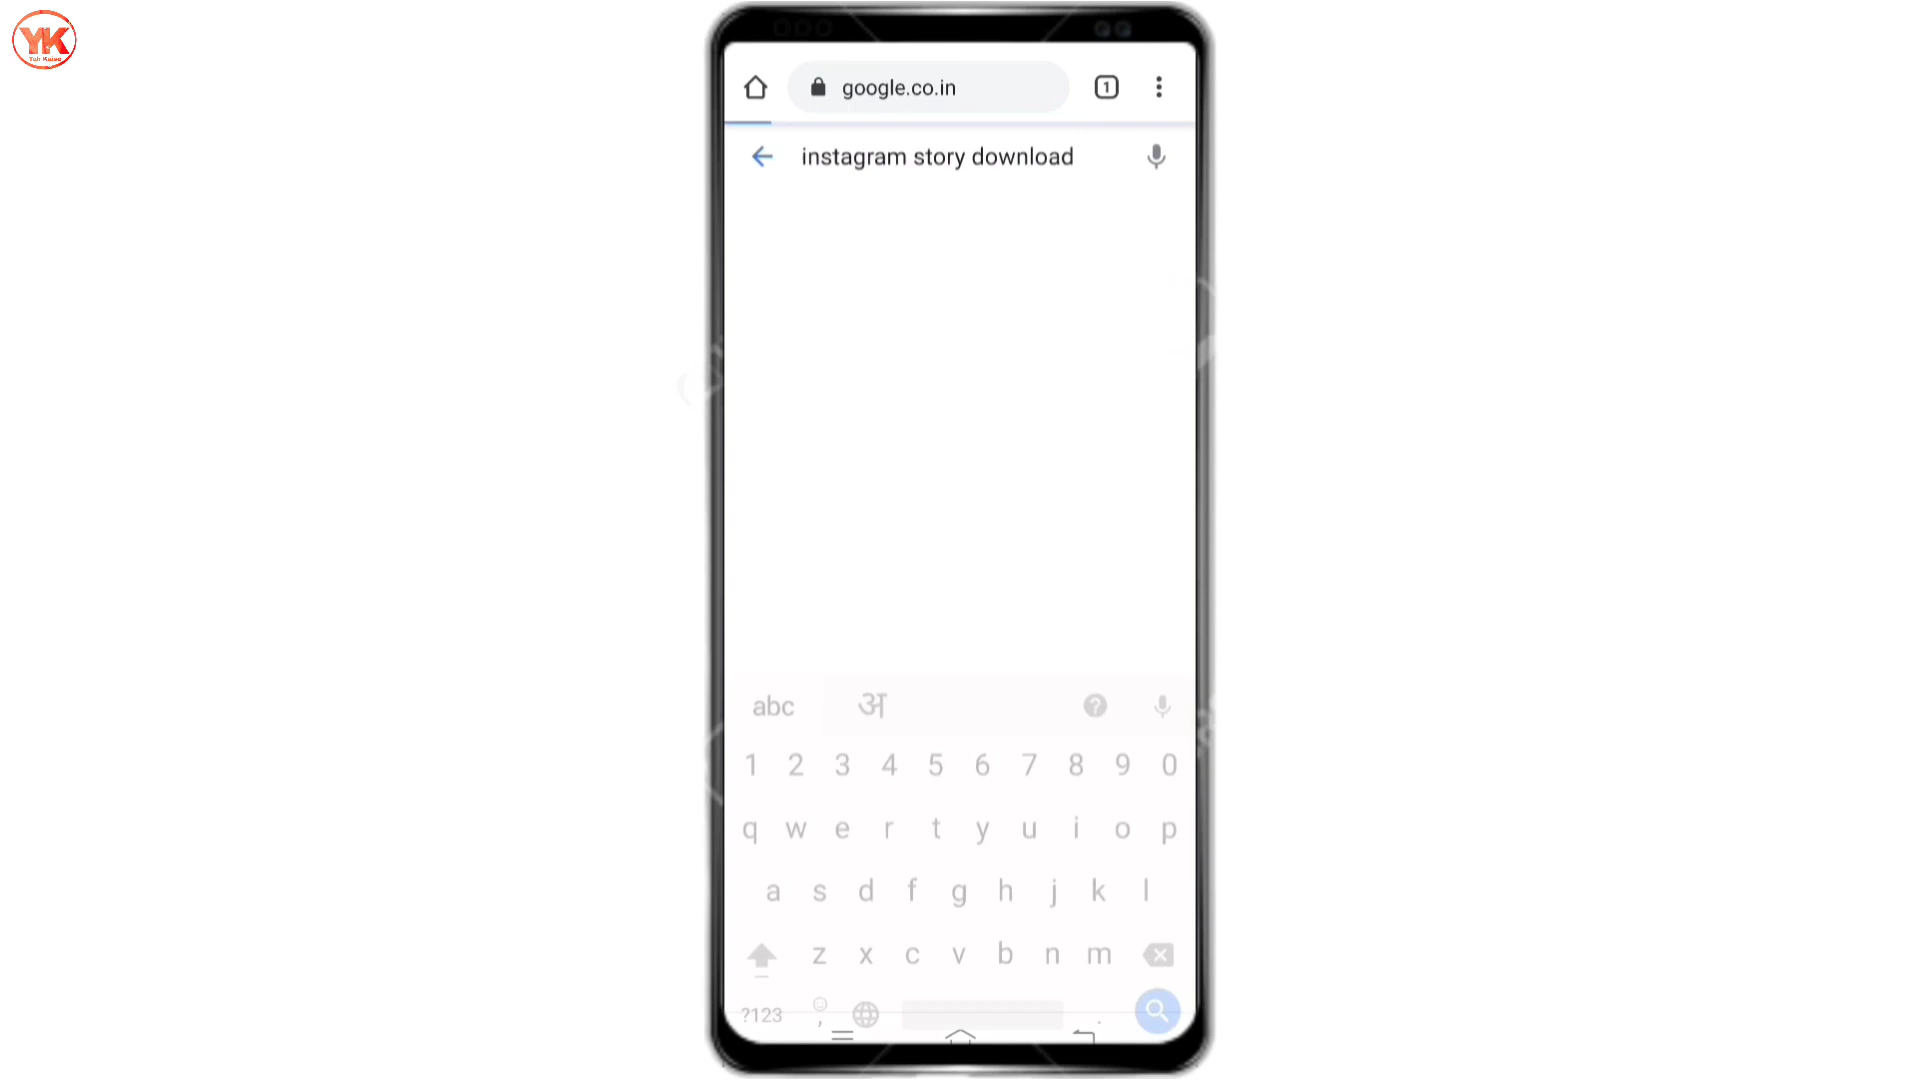 YK
google.co.in
1
instagram story download
abc
अ
?
1 2 3 4 5 6 7 8 9 0
q w e r t y u i o p
a s d f g h j k l
z x c v b n m
?123 , .